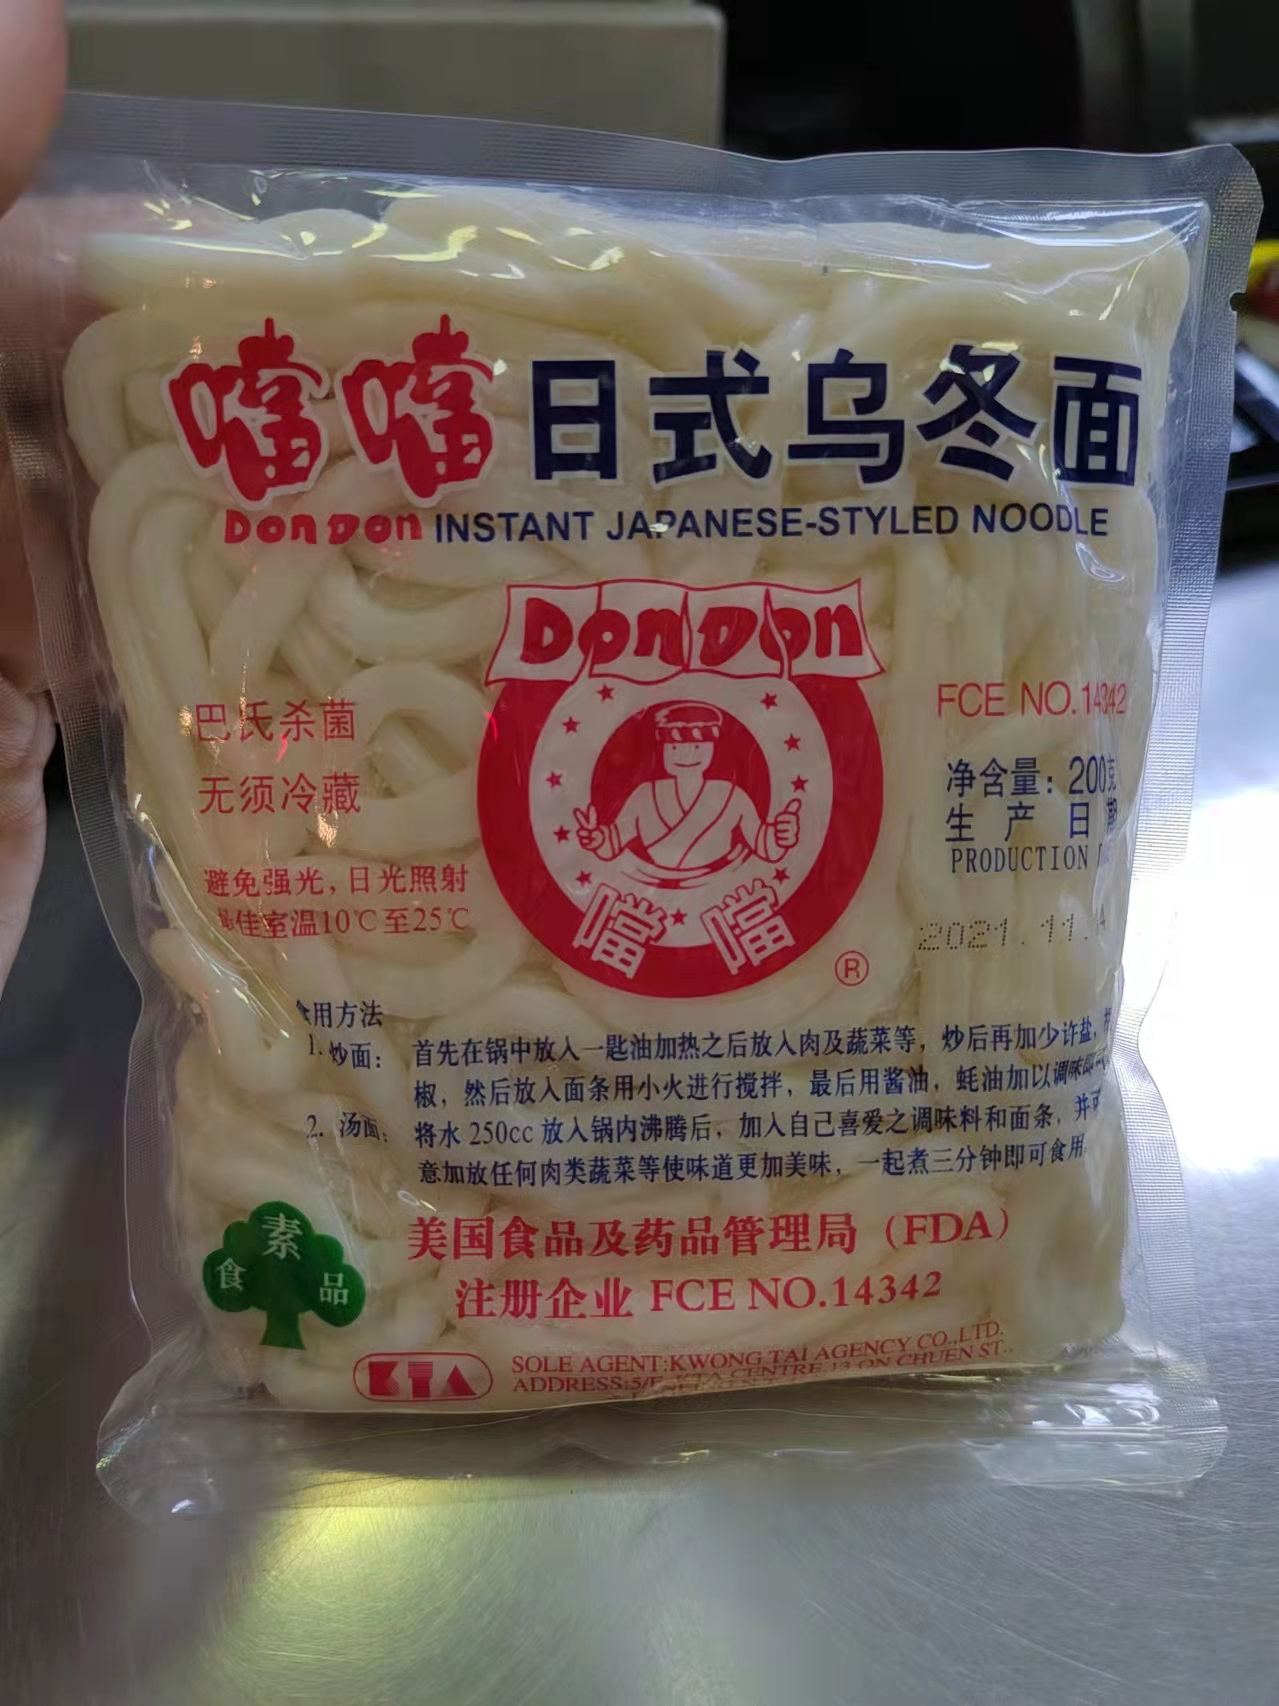 噹噹日式乌冬面
DonDon INSTANT JAPANESE-STYLED NOODLE
DonDon
噹噹
®
巴氏杀菌
无须冷藏
避免强光，日光照射
最佳室温10℃至25℃
FCE NO.14342
净含量：200克
生产日期
PRODUCTION
2021.11.
食用方法
1. 炒面： 首先在锅中放入一匙油加热之后放入肉及蔬菜等，炒后再加少许盐，
椒，然后放入面条用小火进行搅拌，最后用酱油，蚝油加以调味即
2. 汤面： 将水 250cc 放入锅内沸腾后，加入自己喜爱之调味料和面条，并可
意加放任何肉类蔬菜等使味道更加美味，一起煮三分钟即可食用
素
食品
美国食品及药品管理局（FDA）
注册企业 FCE NO.14342
KTA
SOLE AGENT:KWONG TAI AGENCY CO.,LTD.
ADDRESS:5/F., KTA CENTRE,13 ON CHUEN ST.,